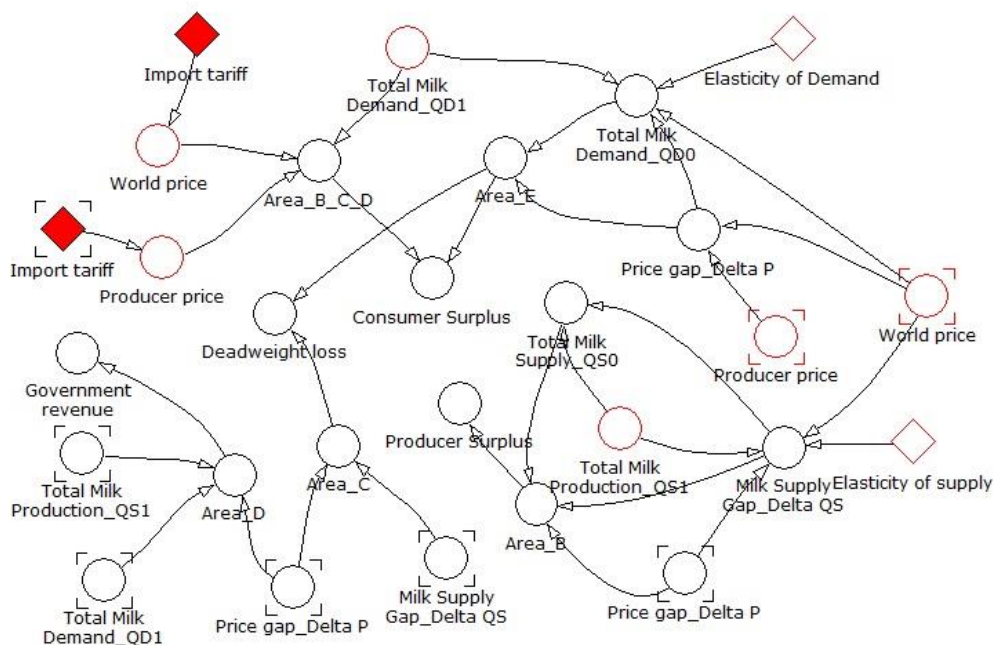 Import tariff
Total Milk
Demand_QD1
Elasticity of Demand
Total Milk
Demand_QD0
World price
Area_B_C_D
Area_E
Import tariff
Producer price
Price gap_Delta P
Consumer Surplus
World price
Deadweight loss
Total Milk
Supply_QS0
Producer price
Government
revenue
Producer Surplus
Total Milk
Production_QS1
Area_D
Area_C
Total Milk
Production_QS1
Milk Supply
Gap_Delta QS
Elasticity of supply
Area_B
Total Milk
Demand_QD1
Price gap_Delta P
Milk Supply
Gap_Delta QS
Price gap_Delta P